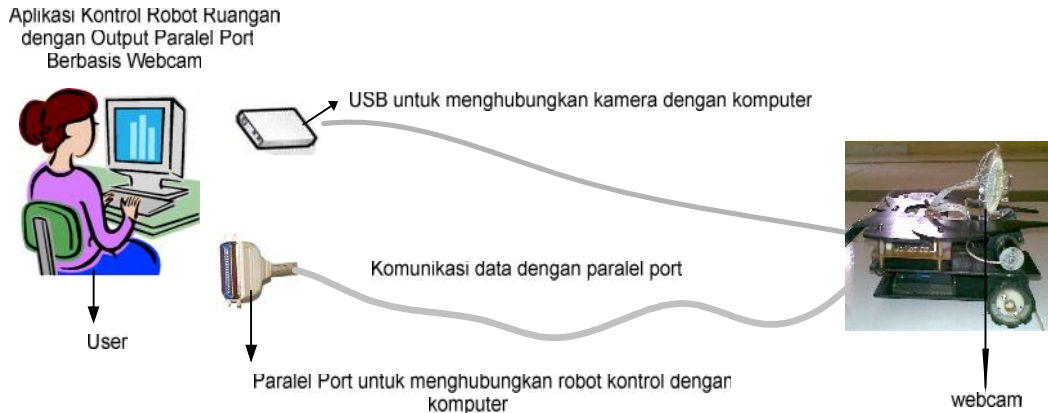 Aplikasi Kontrol Robot Ruangan
dengan Output Paralel Port
Berbasis Webcam
USB untuk menghubungkan kamera dengan komputer
Komunikasi data dengan paralel port
User
Paralel Port untuk menghubungkan robot kontrol dengan
komputer
webcam